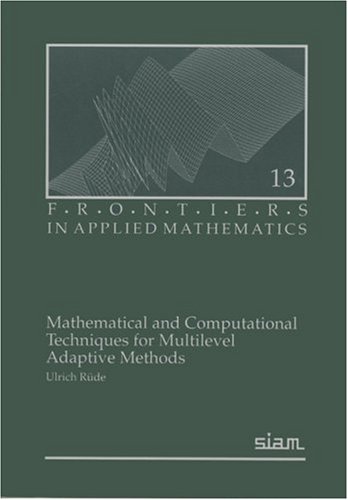 13
F·R·O·N·T·I·E·R·S
IN APPLIED MATHEMATICS
Mathematical and Computational
Techniques for Multilevel
Adaptive Methods
Ulrich Rüde
siam